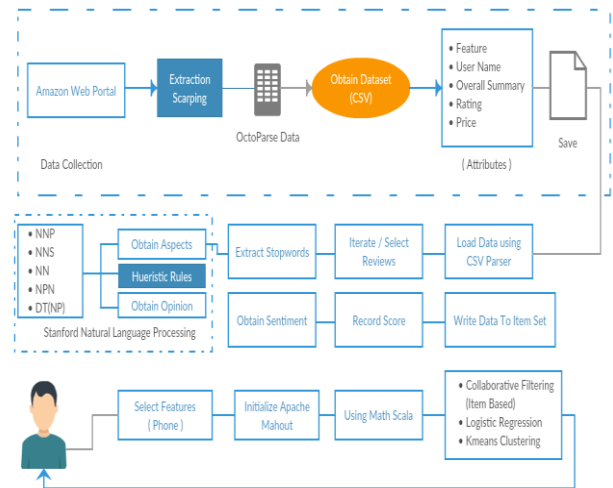 Amazon Web Portal
Extraction
Scarping
OctoParse Data
Obtain Dataset
(CSV)
• Feature
• User Name
• Overall Summary
• Rating
• Price
( Attributes )
Save
Data Collection
• NNP
• NNS
• NN
• NPN
• DT(NP)
Obtain Aspects
Hueristic Rules
Obtain Opinion
Stanford Natural Language Processing
Extract Stopwords
Iterate / Select
Reviews
Load Data using
CSV Parser
Obtain Sentiment
Record Score
Write Data To Item Set
Select Features
( Phone )
Initialize Apache
Mahout
Using Math Scala
• Collaborative Filtering
(Item Based)
• Logistic Regression
• Kmeans Clustering